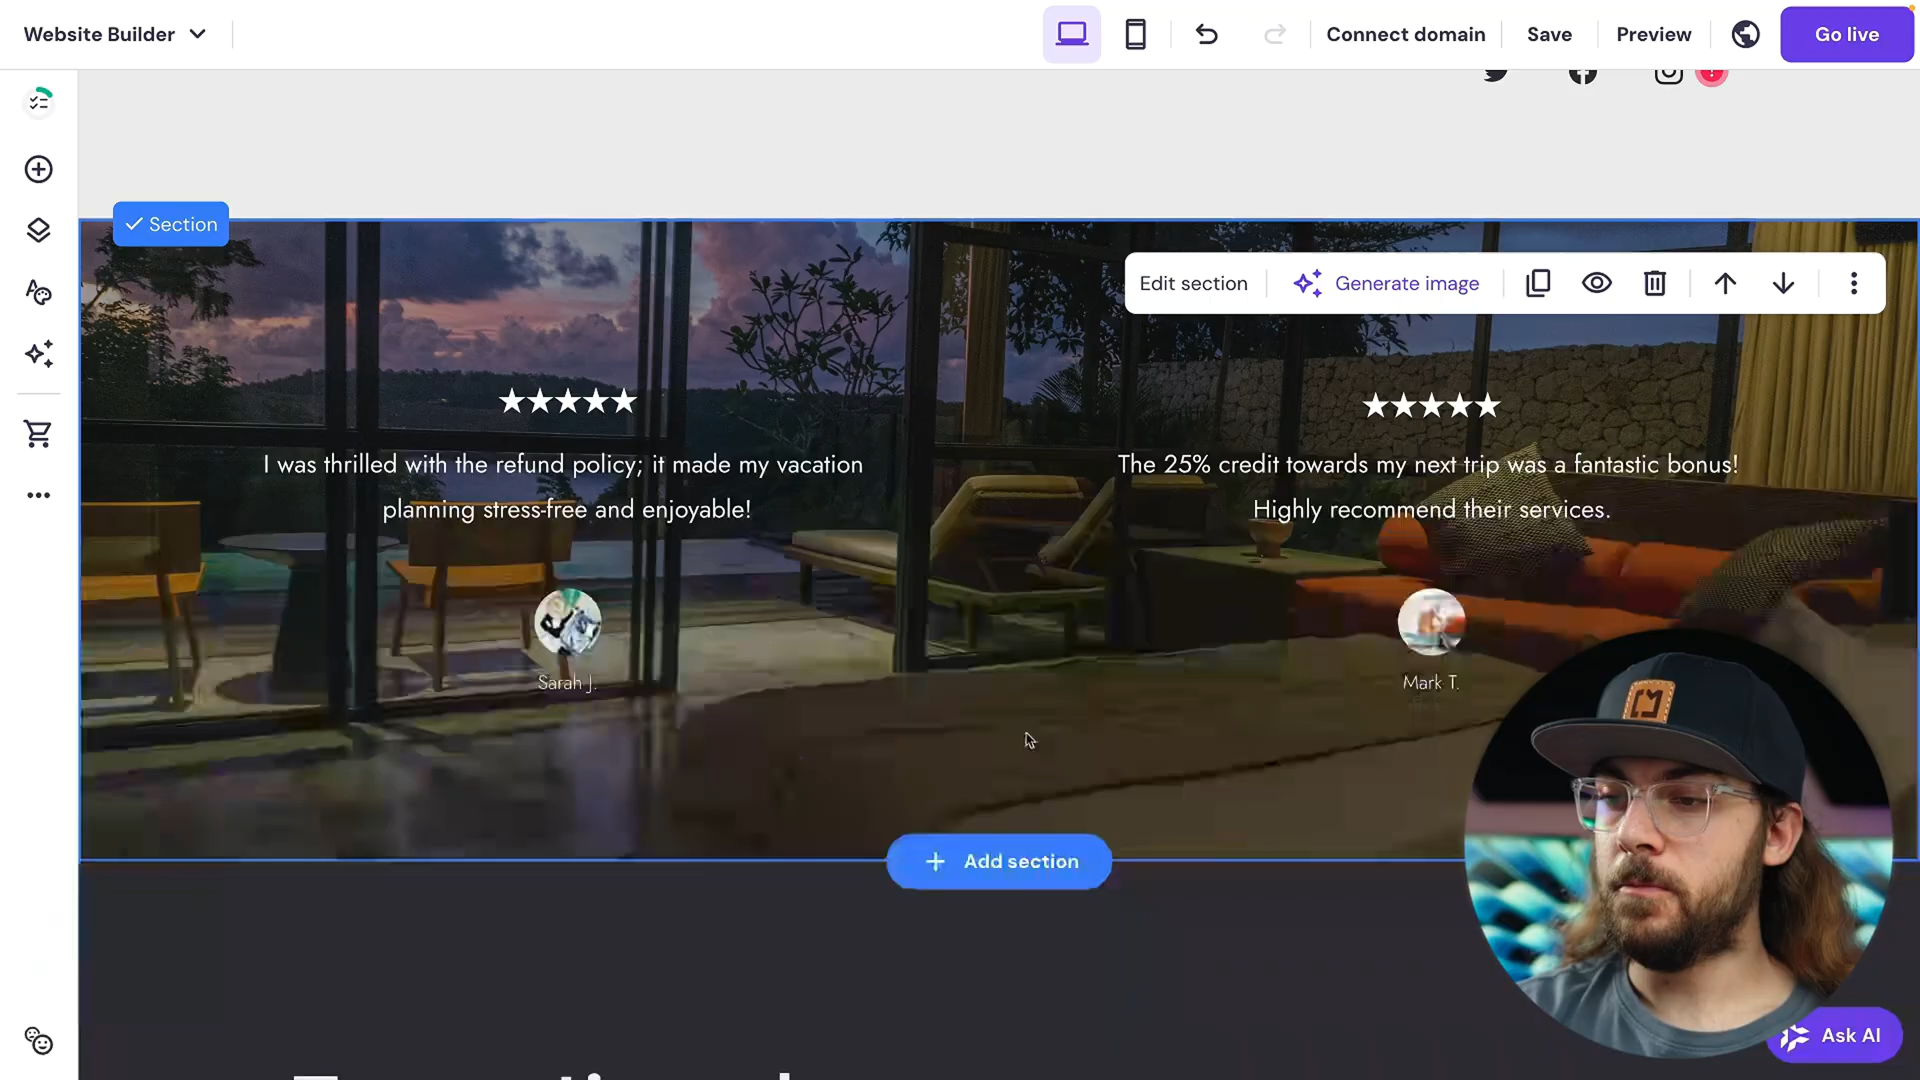 Website Builder
Connect domain
Save
Preview
Go live
Section
Edit section
Generate image
★★★★★
★★★★★
I was thrilled with the refund policy; it made my vacation
planning stress-free and enjoyable!
The 25% credit towards my next trip was a fantastic bonus!
Highly recommend their services.
Sarah J.
Mark T.
+ Add section
Ask AI